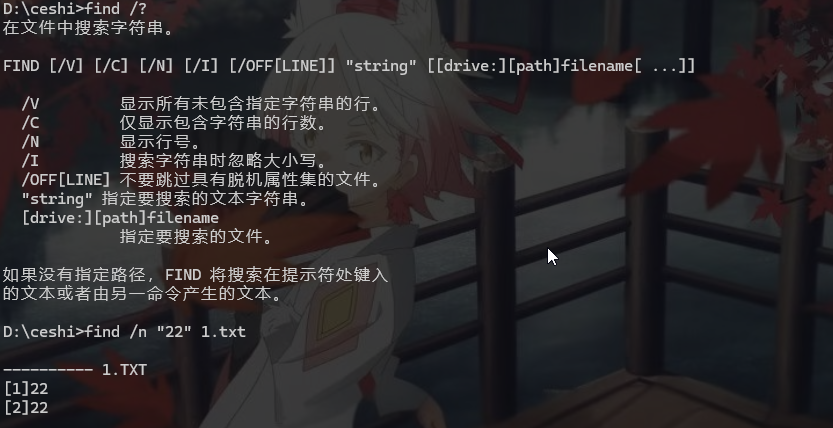 D:\ceshi>find /?
在文件中搜索字符串。
FIND [/V] [/C] [/N] [/I] [/OFF[LINE]] "string" [[drive:][path]filename[ ...]]
/V 显示所有未包含指定字符串的行。
/C 仅显示包含字符串的行数。
/N 显示行号。
/I 搜索字符串时忽略大小写。
/OFF[LINE] 不要跳过具有脱机属性集的文件。
"string" 指定要搜索的文本字符串。
[drive:][path]filename
指定要搜索的文件。
如果没有指定路径，FIND 将搜索在提示符处键入
的文本或者由另一命令产生的文本。
D:\ceshi>find /n "22" 1.txt
---------- 1.TXT
[1]22
[2]22